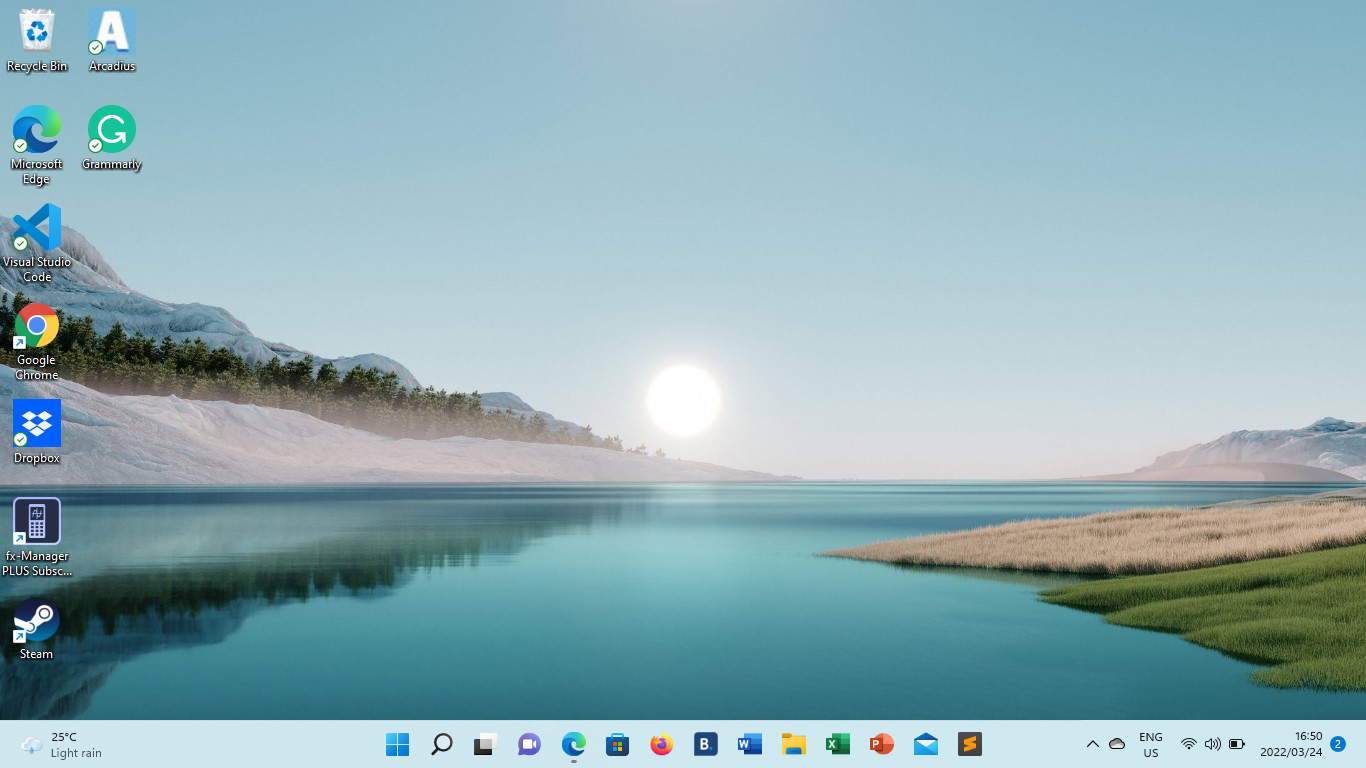 Recycle Bin
Arcadius
Microsoft
Edge
Grammarly
Visual Studio
Code
Google
Chrome
Dropbox
fx-Manager
PLUS Subsc...
Steam
25°C
Light rain
B.
ENG
US
16:50
2022/03/24
2